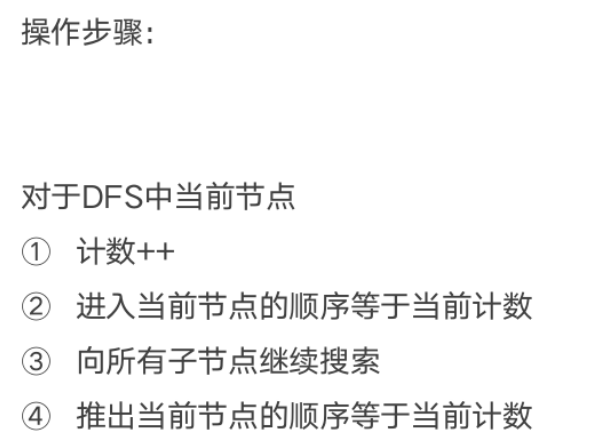 操作步骤：
对于DFS中当前节点
① 计数++
② 进入当前节点的顺序等于当前计数
③ 向所有子节点继续搜索
④ 推出当前节点的顺序等于当前计数